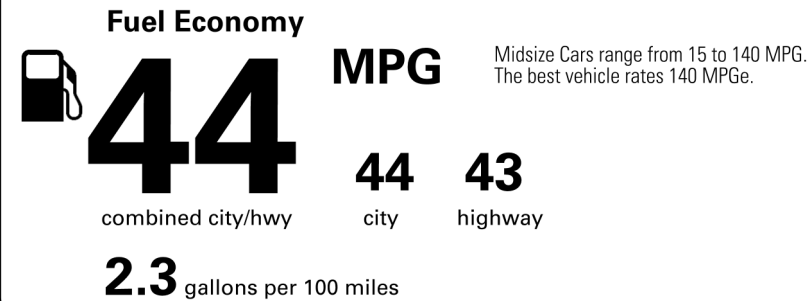 Fuel Economy
44 MPG
Midsize Cars range from 15 to 140 MPG.
The best vehicle rates 140 MPGe.
combined city/hwy
44 city
43 highway
2.3 gallons per 100 miles